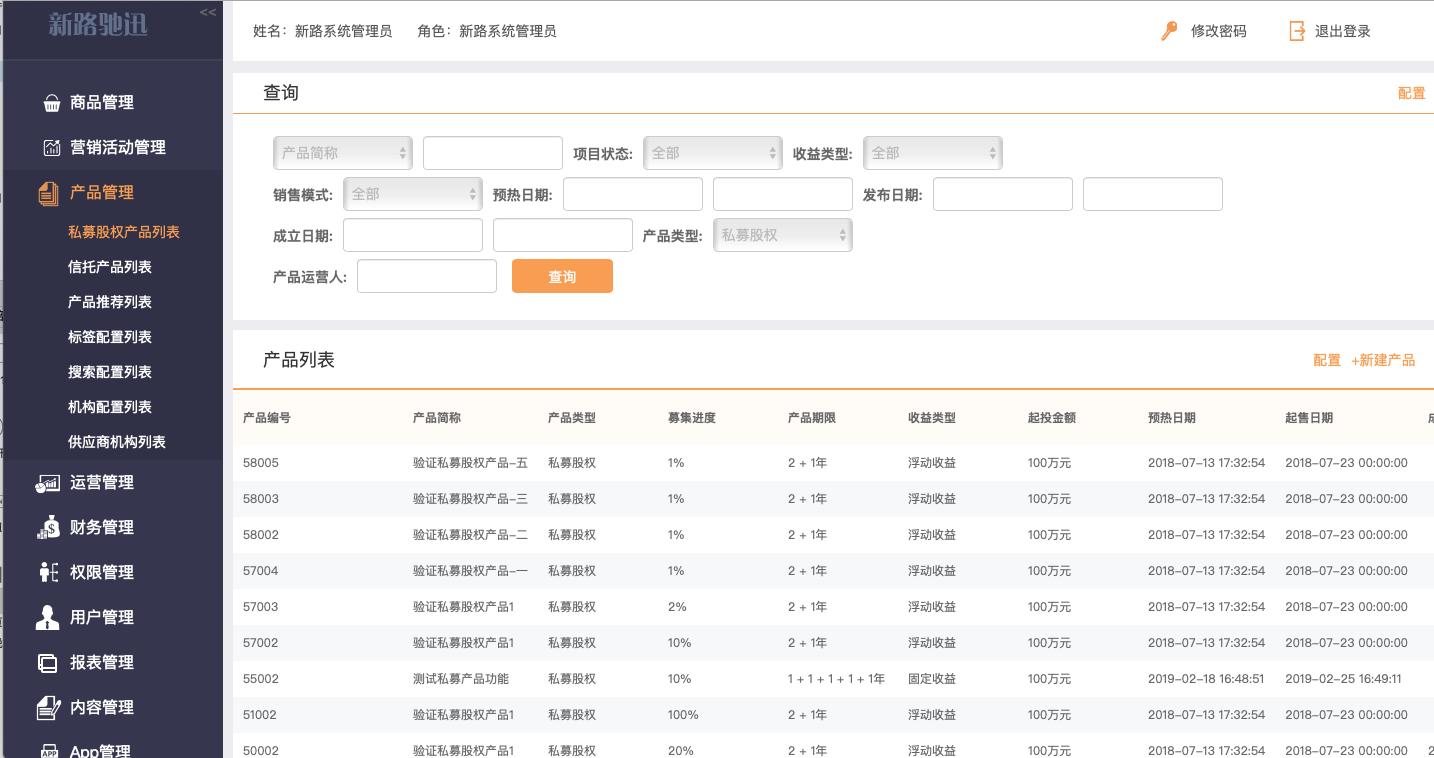 新路驰迅 <<
姓名: 新路系统管理员 角色: 新路系统管理员 修改密码 退出登录
商品管理
营销活动管理
产品管理
私募股权产品列表
信托产品列表
产品推荐列表
标签配置列表
搜索配置列表
机构配置列表
供应商机构列表
运营管理
财务管理
权限管理
用户管理
报表管理
内容管理
APP App管理
查询 配置
产品简称 项目状态: 全部 收益类型: 全部
销售模式: 全部 预热日期: 发布日期:
成立日期: 产品类型: 私募股权
产品运营人: 查询
产品列表 配置 +新建产品
产品编号 产品简称 产品类型 募集进度 产品期限 收益类型 起投金额 预热日期 起售日期
58005 验证私募股权产品-五 私募股权 1% 2 + 1年 浮动收益 100万元 2018-07-13 17:32:54 2018-07-23 00:00:00
58003 验证私募股权产品-三 私募股权 1% 2 + 1年 浮动收益 100万元 2018-07-13 17:32:54 2018-07-23 00:00:00
58002 验证私募股权产品-二 私募股权 1% 2 + 1年 浮动收益 100万元 2018-07-13 17:32:54 2018-07-23 00:00:00
57004 验证私募股权产品-一 私募股权 1% 2 + 1年 浮动收益 100万元 2018-07-13 17:32:54 2018-07-23 00:00:00
57003 验证私募股权产品1 私募股权 2% 2 + 1年 浮动收益 100万元 2018-07-13 17:32:54 2018-07-23 00:00:00
57002 验证私募股权产品1 私募股权 10% 2 + 1年 浮动收益 100万元 2018-07-13 17:32:54 2018-07-23 00:00:00
55002 测试私募产品功能 私募股权 10% 1 + 1 + 1 + 1 + 1年 固定收益 100万元 2019-02-18 16:48:51 2019-02-25 16:49:11
51002 验证私募股权产品1 私募股权 100% 2 + 1年 浮动收益 100万元 2018-07-13 17:32:54 2018-07-23 00:00:00
50002 验证私募股权产品1 私募股权 20% 2 + 1年 浮动收益 100万元 2018-07-13 17:32:54 2018-07-23 00:00:00